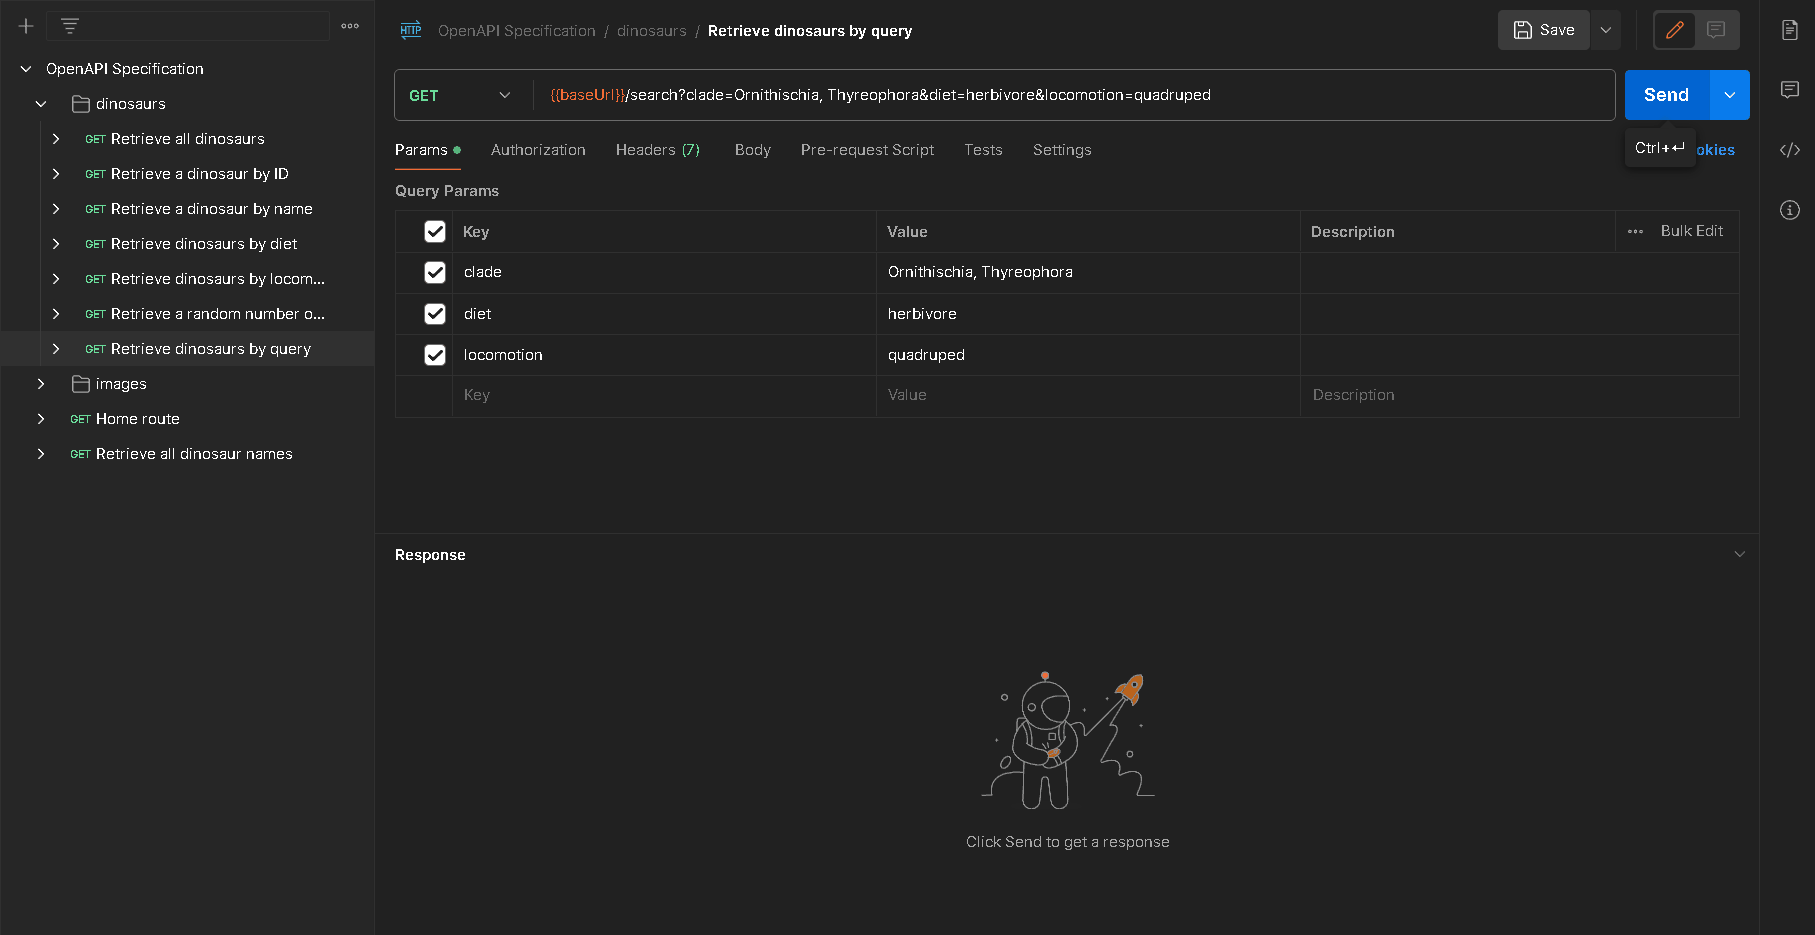 OpenAPI Specification
dinosaurs
GET Retrieve all dinosaurs
GET Retrieve a dinosaur by ID
GET Retrieve a dinosaur by name
GET Retrieve dinosaurs by diet
GET Retrieve dinosaurs by locom...
GET Retrieve a random number o...
GET Retrieve dinosaurs by query
images
GET Home route
GET Retrieve all dinosaur names
HTTP OpenAPI Specification / dinosaurs / Retrieve dinosaurs by query
Save
GET {{baseUrl}}/search?clade=Ornithischia, Thyreophora&diet=herbivore&locomotion=quadruped
Send
Params Authorization Headers (7) Body Pre-request Script Tests Settings
Ctrl+↵ okies
Query Params
Key Value Description Bulk Edit
clade Ornithischia, Thyreophora
diet herbivore
locomotion quadruped
Key Value Description
Response
Click Send to get a response